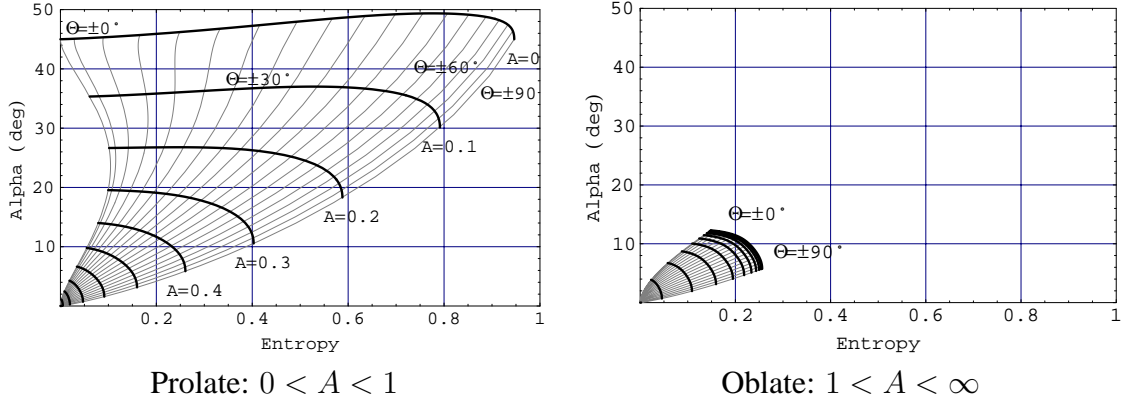 50
40
30
20
10
Alpha (deg)
Θ=±0°
Θ=±30°
Θ=±60°
Θ=±90
A=0
A=0.1
A=0.2
A=0.3
A=0.4
0.2 0.4 0.6 0.8 1
Entropy
Prolate: 0 < A < 1
50
40
30
20
10
Alpha (deg)
Θ=±0°
Θ=±90°
0.2 0.4 0.6 0.8 1
Entropy
Oblate: 1 < A < ∞